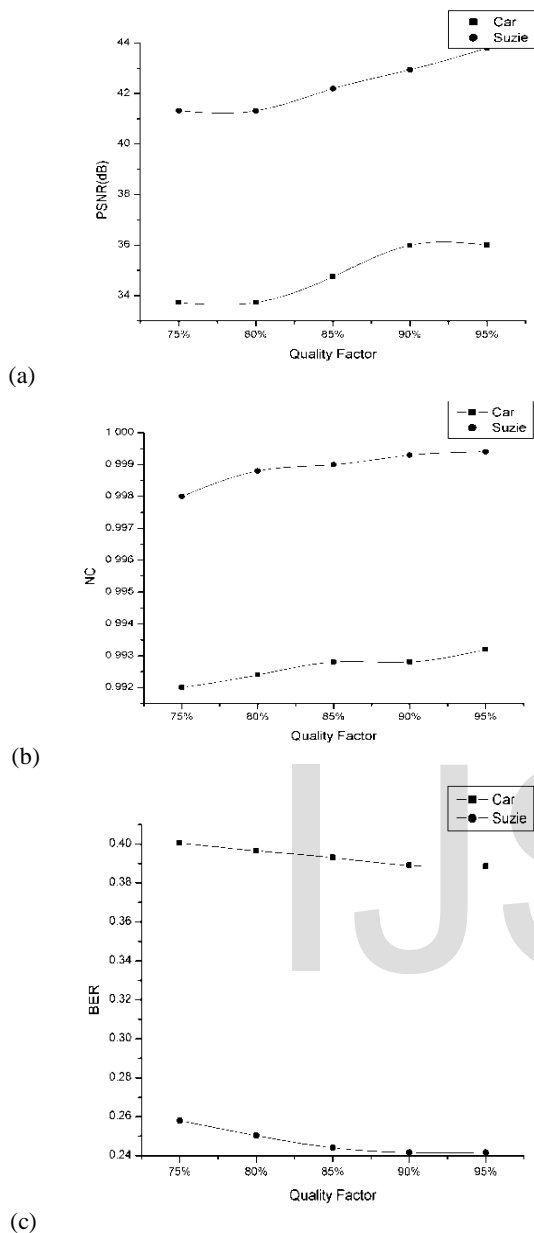 Car
Suzie
44
42
40
38
36
34
PSNR(dB)
75% 80% 85% 90% 95%
Quality Factor
(a)
Car
Suzie
1.000
0.999
0.998
0.997
0.996
0.995
0.994
0.993
0.992
NC
75% 80% 85% 90% 95%
Quality Factor
(b)
IJS
Car
Suzie
0.40
0.38
0.36
0.34
0.32
0.30
0.28
0.26
0.24
BER
75% 80% 85% 90% 95%
Quality Factor
(c)